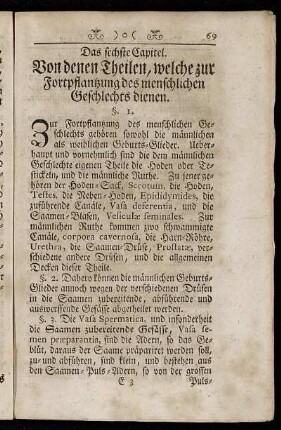 ) o ( 69
Das sechste Capitel.
Von denen Theilen, welche zur
Fortpflantzung des menschlichen
Geschlechts dienen.
§. 1.
Zur Fortpflantzung des menschlichen Ge-
schlechts gehören sowohl die männlichen
als weiblichen Geburts-Glieder. Ueber-
haupt und vornehmlich sind die dem männlichen
Geschlechte eigenen Theile die Hoden oder Te-
stickeln, und die männliche Ruthe. Zu jener ge-
hören der Hoden-Sack, Scrotum, die Hoden,
Testes, die Neben-Hoden, Epididymides, die
zuführende Canäle, Vasa deferentia, und die
Saamen-Blasen, Vesiculæ seminales. Zur
männlichen Ruthe kommen zwo schwammigte
Canäle, corpora cavernosa, die Harn-Röhre,
Urethra, die Saamen-Drüse, Prostatæ, ver-
schiedene andere Drüsen, und die allgemeinen
Decken dieser Theile.
§. 2. Dahero können die männlichen Geburts-
Glieder annoch wegen der verschiedenen Drüsen
in die Saamen zubereitende, abführende und
auswerffende Gefässe abgetheilet werden.
§. 3. Die Vasa Spermatica, und insonderheit
die Saamen zubereitende Gefässe, Vasa se-
men præparantia, sind die Adern, so das Ge-
blüt, daraus der Saame präpariret werden soll,
zu- und abführen, sind klein, und bestehen aus
den Saamen-Puls-Adern, so von der grossen
E 3 Puls-